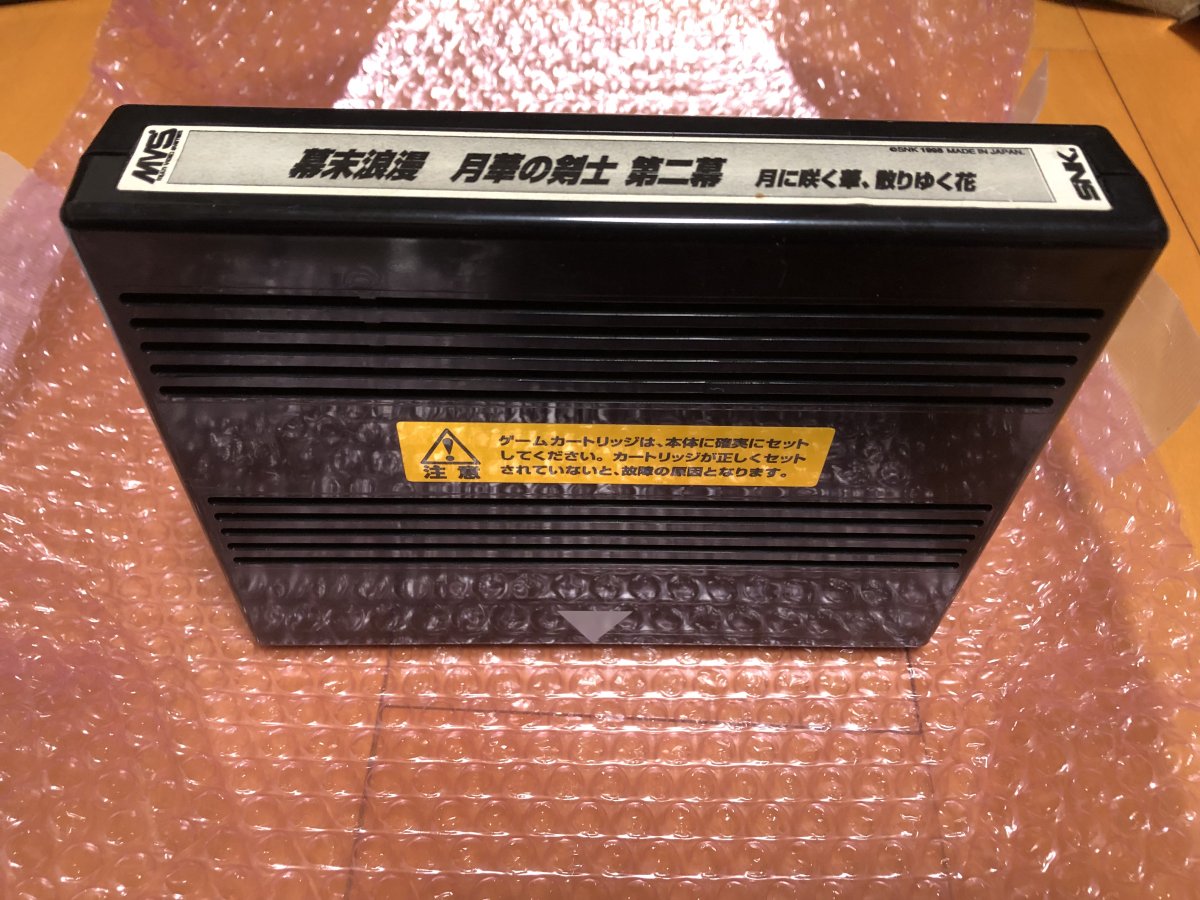 MVS
MULTI VIDEO SYSTEM
©SNK 1998 MADE IN JAPAN.
幕末浪漫 月華の剣士 第二幕 月に咲く華、散りゆく花
SNK
注意
ゲームカートリッジは、本体に確実にセット
してください。カートリッジが正しくセット
されていないと、故障の原因となります。